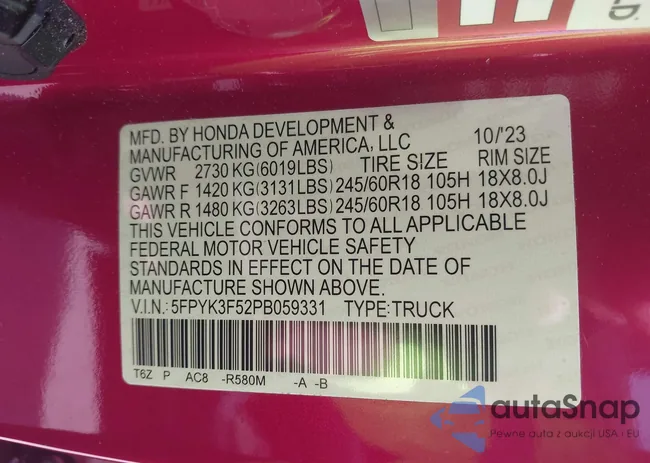 MFD. BY HONDA DEVELOPMENT &
MANUFACTURING OF AMERICA, LLC 10/'23
GVWR 2730 KG (6019LBS) TIRE SIZE RIM SIZE
GAWR F 1420 KG (3131LBS) 245/60R18 105H 18X8.0J
GAWR R 1480 KG (3263LBS) 245/60R18 105H 18X8.0J
THIS VEHICLE CONFORMS TO ALL APPLICABLE
FEDERAL MOTOR VEHICLE SAFETY
STANDARDS IN EFFECT ON THE DATE OF
MANUFACTURE SHOWN ABOVE.
V.I.N.: 5FPYK3F52PB059331 TYPE:TRUCK
T6Z P AC8 -R580M -A -B
autaSnap
Pewne auta z aukcji USA i EU